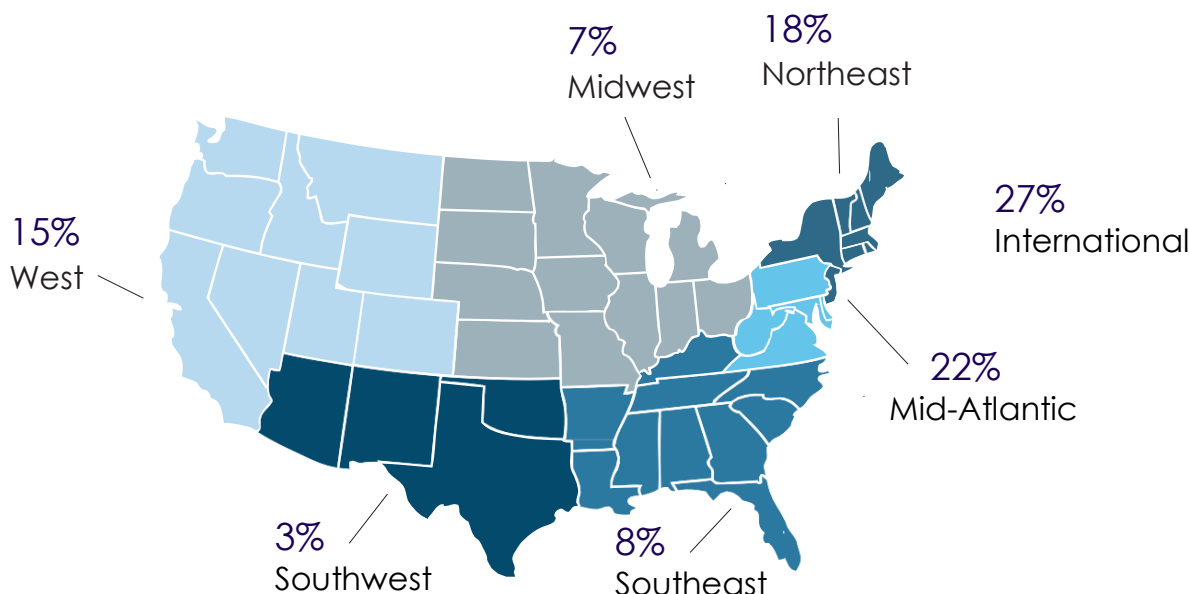 7%
Midwest
18%
Northeast
27%
International
15%
West
22%
Mid-Atlantic
3%
Southwest
8%
Southeast